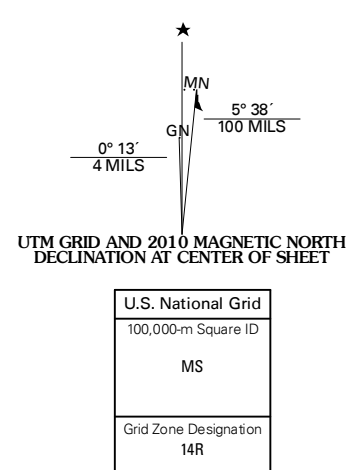 MN
5° 38´
100 MILS
GN
0° 13´
4 MILS
UTM GRID AND 2010 MAGNETIC NORTH
DECLINATION AT CENTER OF SHEET
U.S. National Grid
100,000-m Square ID
MS
Grid Zone Designation
14R